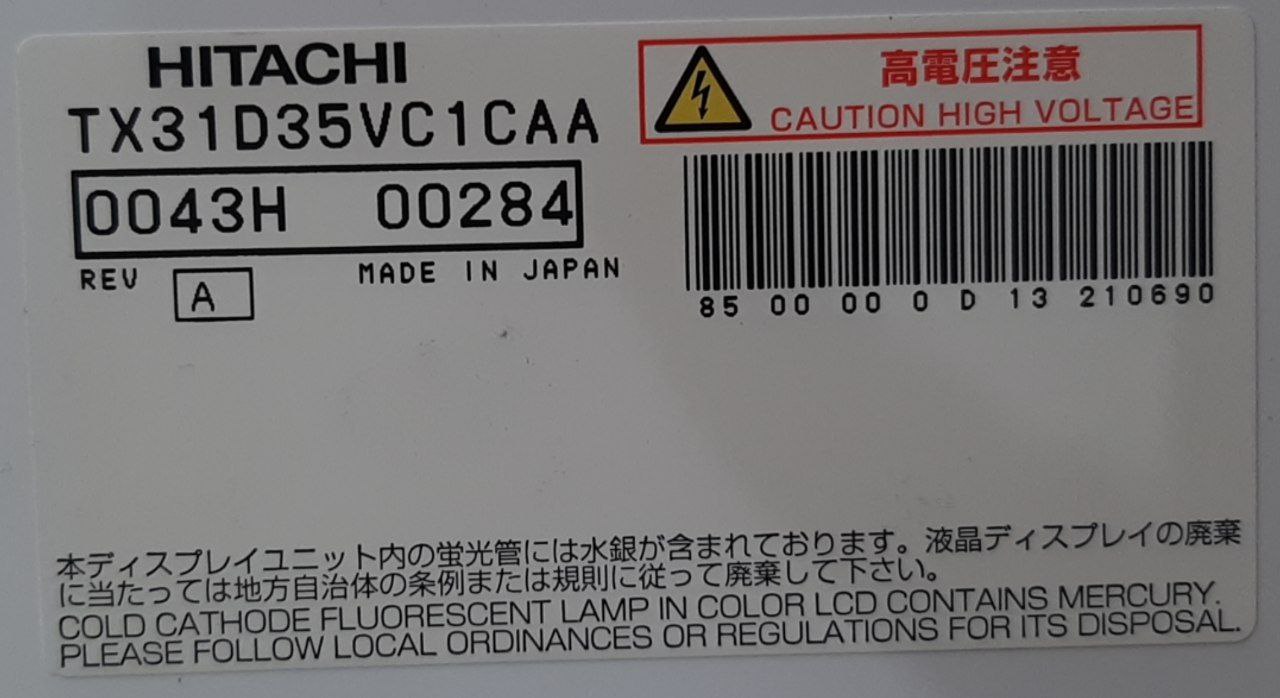 HITACHI
TX31D35VC1CAA
0043H 00284
REV A MADE IN JAPAN
高電圧注意
CAUTION HIGH VOLTAGE
85 00 00 0 D 13 210690
本ディスプレイユニット内の蛍光管には水銀が含まれております。液晶ディスプレイの廃棄
に当たっては地方自治体の条例または規則に従って廃棄して下さい。
COLD CATHODE FLUORESCENT LAMP IN COLOR LCD CONTAINS MERCURY.
PLEASE FOLLOW LOCAL ORDINANCES OR REGULATIONS FOR ITS DISPOSAL.